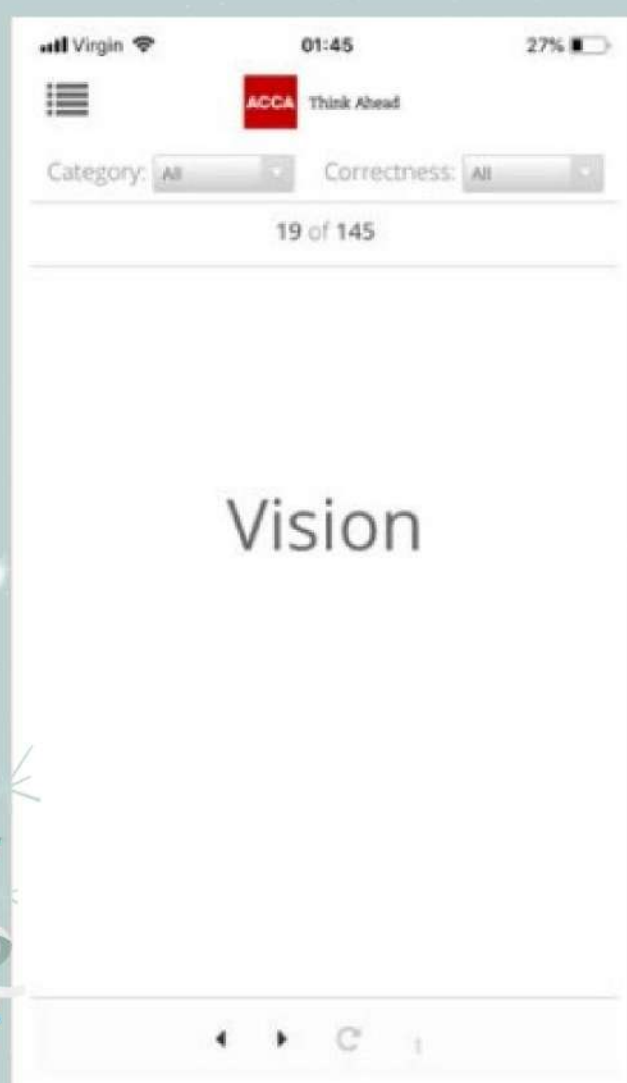 Virgin 01:45 27%
ACCA Think Ahead
Category: All Correctness: All
19 of 145
Vision